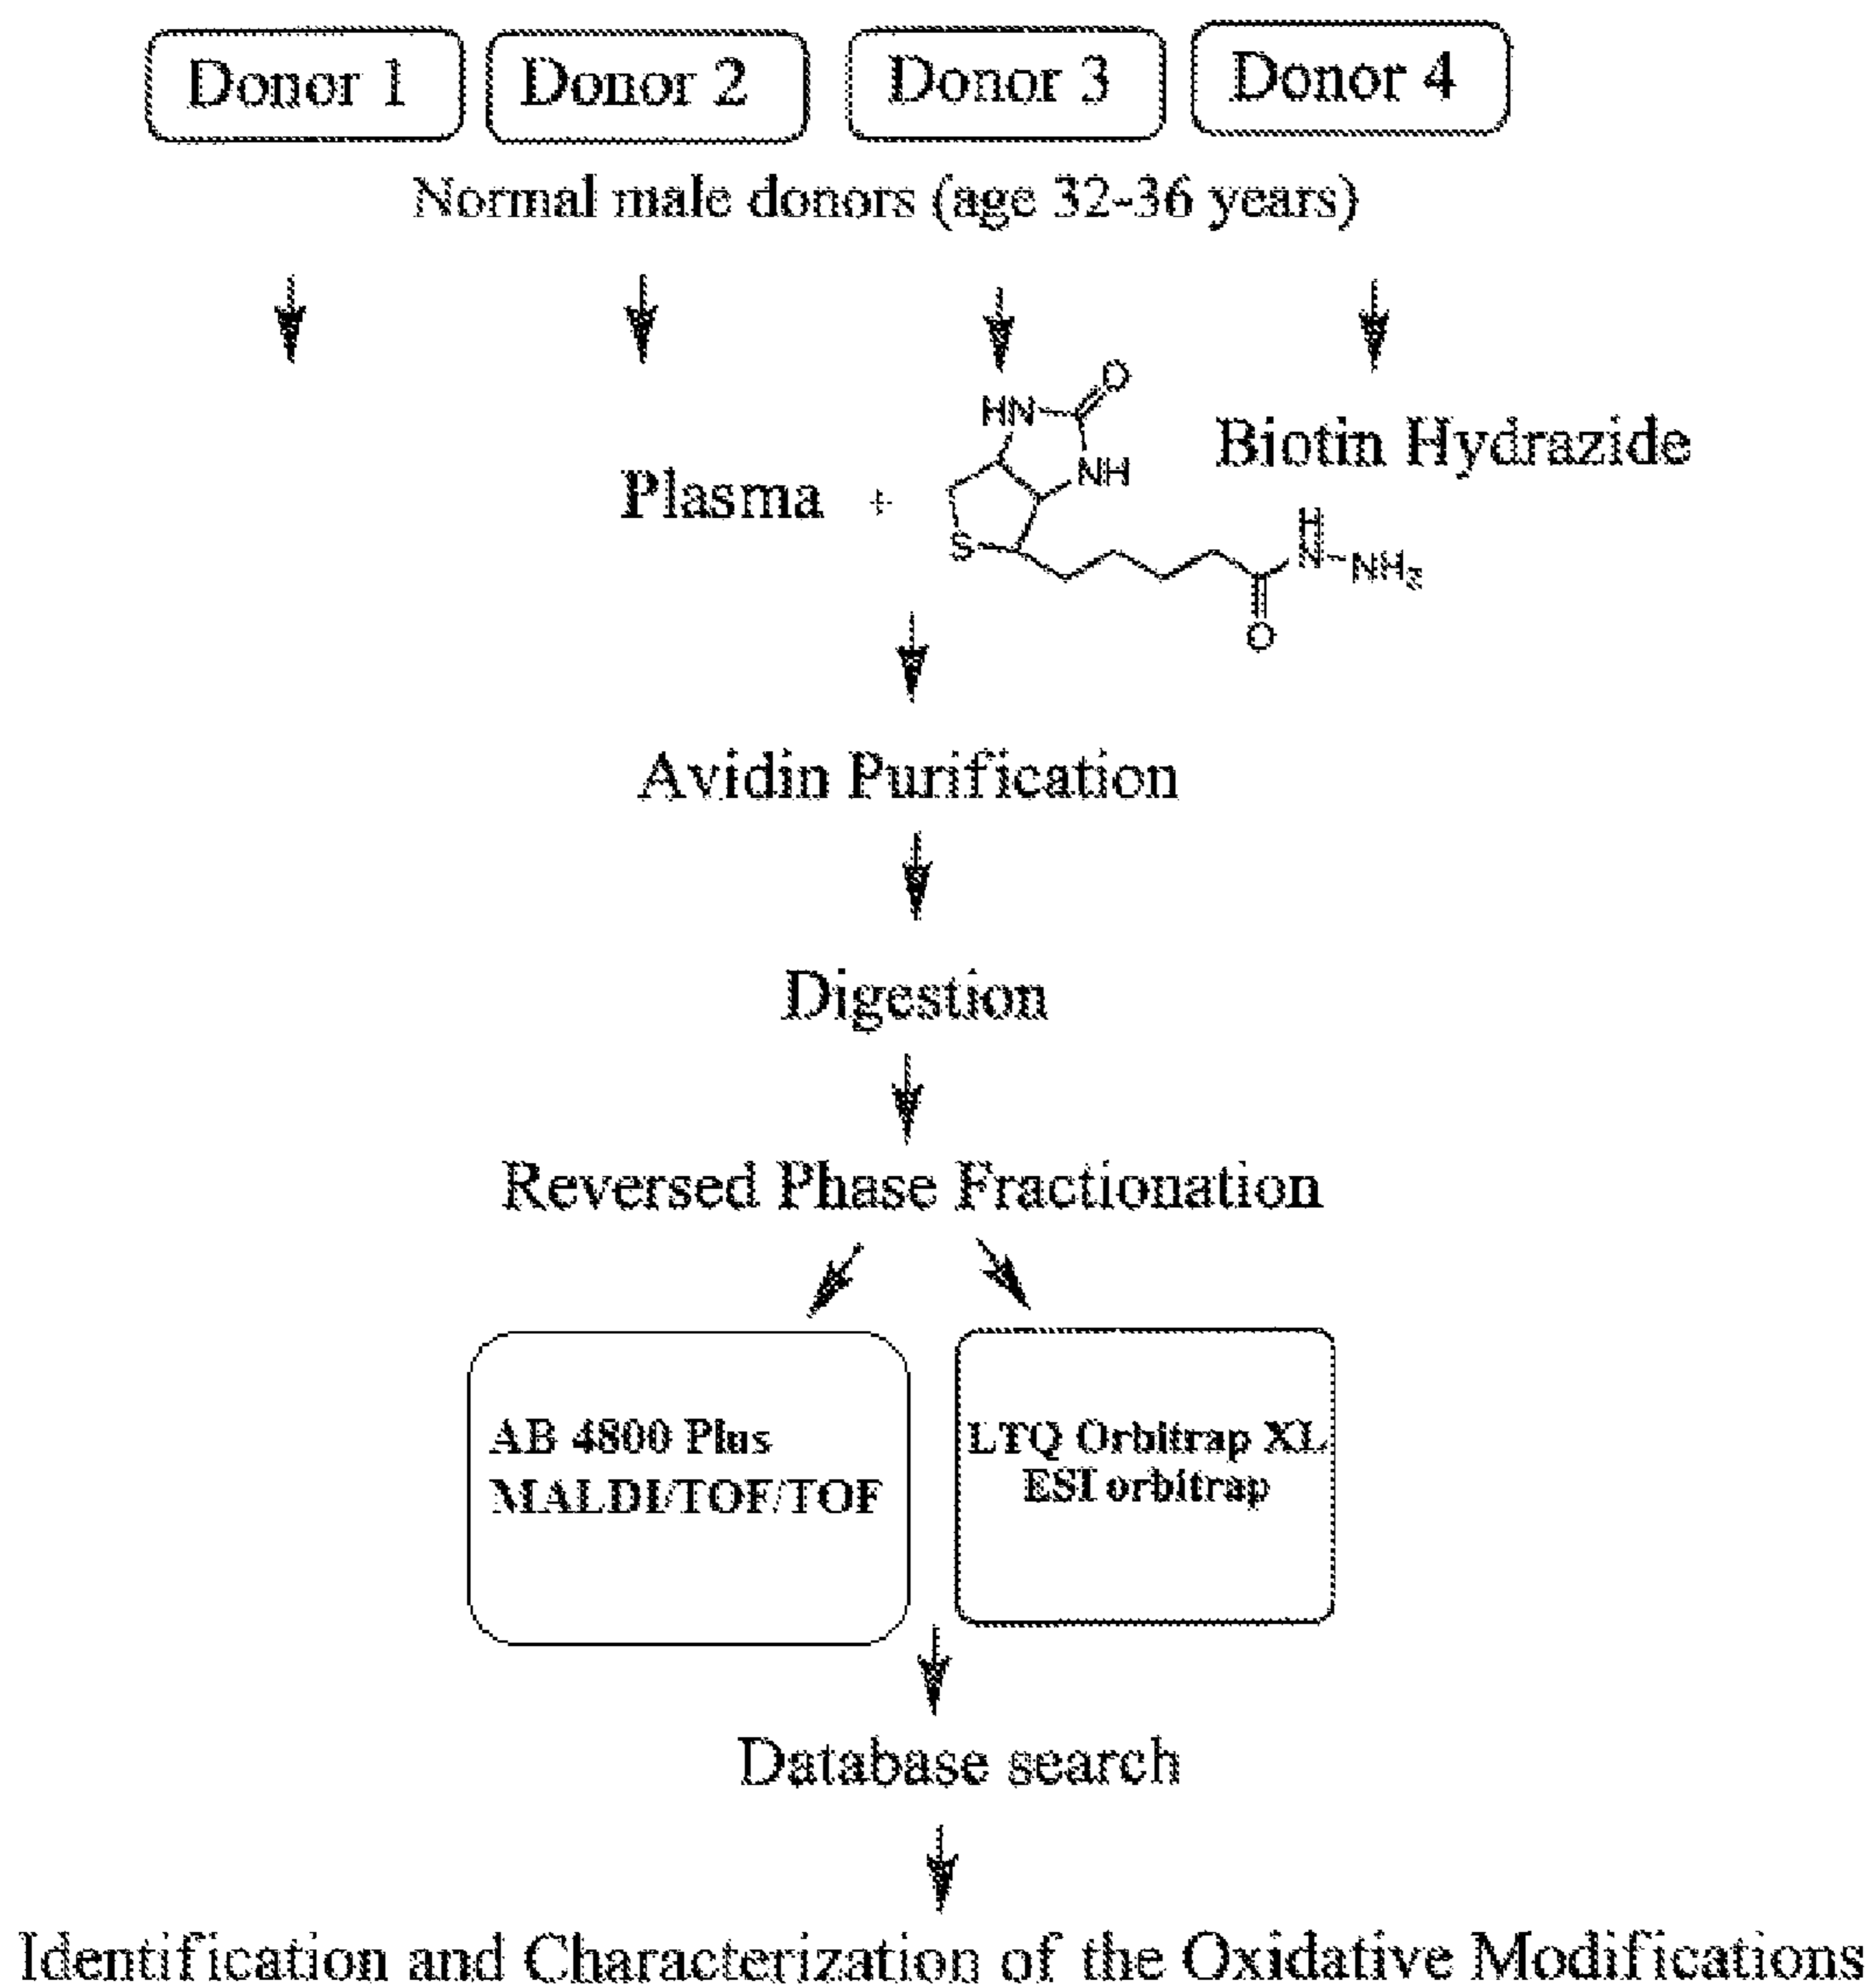 Donor 1 Donor 2 Donor 3 Donor 4
Normal male donors (age 32-36 years)
O
HN
Biotin Hydrazide
NH
Plasma +
H
S
N-NH2
O
Avidin Purification
Digestion
Reversed Phase Fractionation
AB 4800 Plus
MALDI/TOF/TOF
LTQ Orbitrap XL
ESI orbitrap
Database search
Identification and Characterization of the Oxidative Modifications